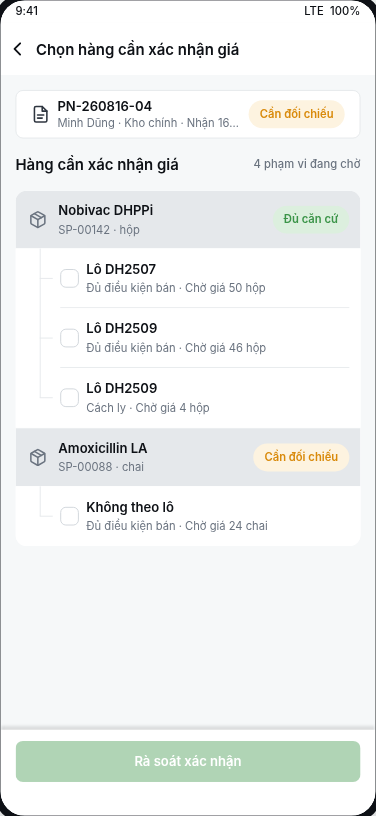 9:41 LTE 100%
Chọn hàng cần xác nhận giá
PN-260816-04
Minh Dũng · Kho chính · Nhận 16...
Cần đối chiếu
Hàng cần xác nhận giá
4 phạm vi đang chờ
Nobivac DHPPi
SP-00142 · hộp
Đủ căn cứ
Lô DH2507
Đủ điều kiện bán · Chờ giá 50 hộp
Lô DH2509
Đủ điều kiện bán · Chờ giá 46 hộp
Lô DH2509
Cách ly · Chờ giá 4 hộp
Amoxicillin LA
SP-00088 · chai
Cần đối chiếu
Không theo lô
Đủ điều kiện bán · Chờ giá 24 chai
Rà soát xác nhận